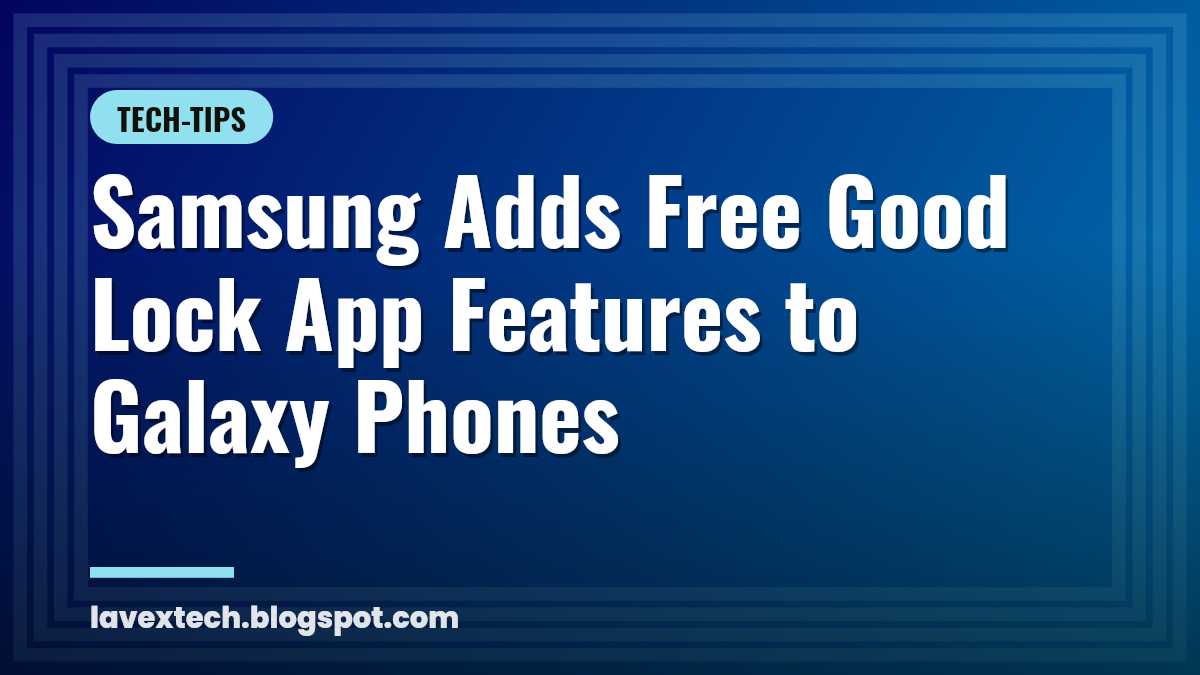 TECH-TIPS
Samsung Adds Free Good
Lock App Features to
Galaxy Phones
lavextech.blogspot.com